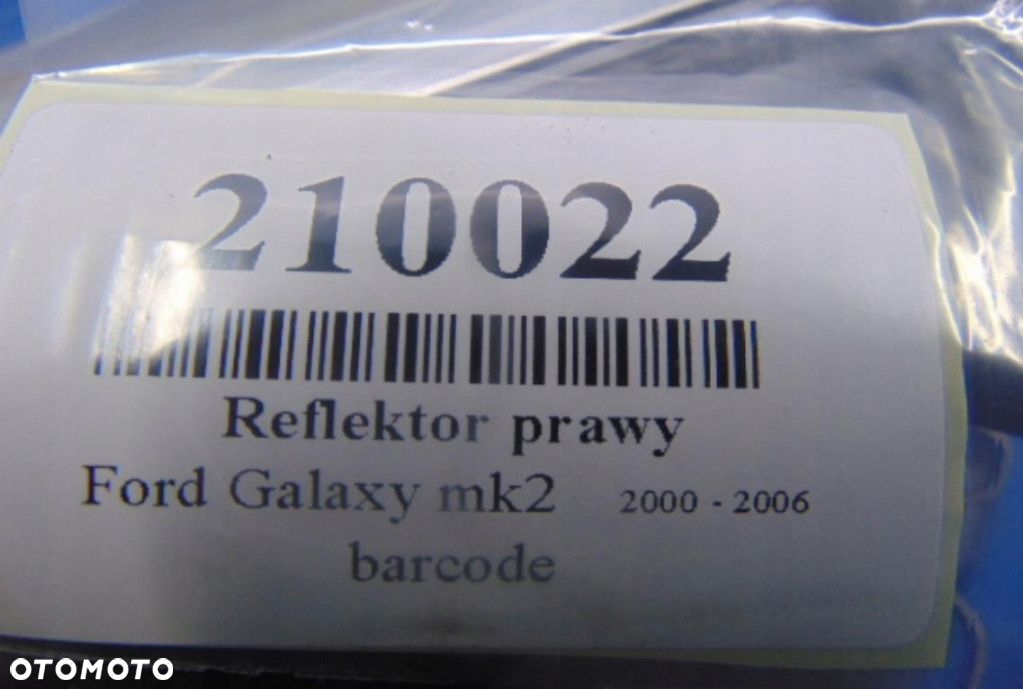 210022
Reflektor prawy
Ford Galaxy mk2 2000 - 2006
barcode
OTOMOTO